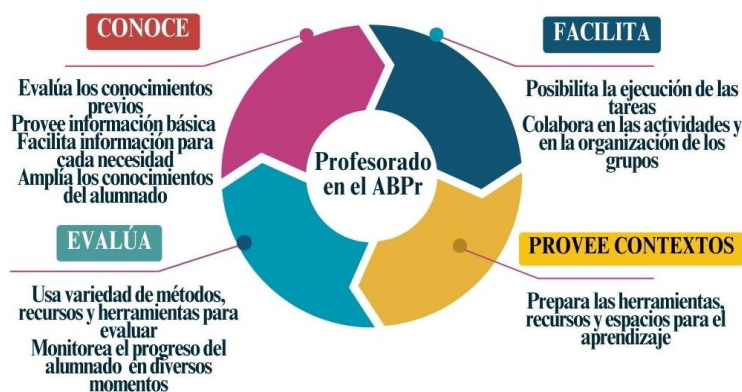 CONOCE
Evalúa los conocimientos
previos
Provee información básica
Facilita información para
cada necesidad
Amplía los conocimientos
del alumnado
FACILITA
Posibilita la ejecución de las
tareas
Colabora en las actividades y
en la organización de los
grupos
Profesorado
en el ABPr
EVALÚA
Usa variedad de métodos,
recursos y herramientas para
evaluar
Monitorea el progreso del
alumnado en diversos
momentos
PROVEE CONTEXTOS
Prepara las herramientas,
recursos y espacios para el
aprendizaje